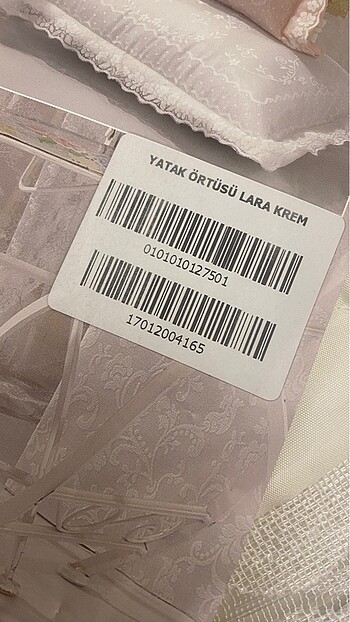 YATAK ÖRTÜSÜ LARA KREM
0101010127501
17012004165